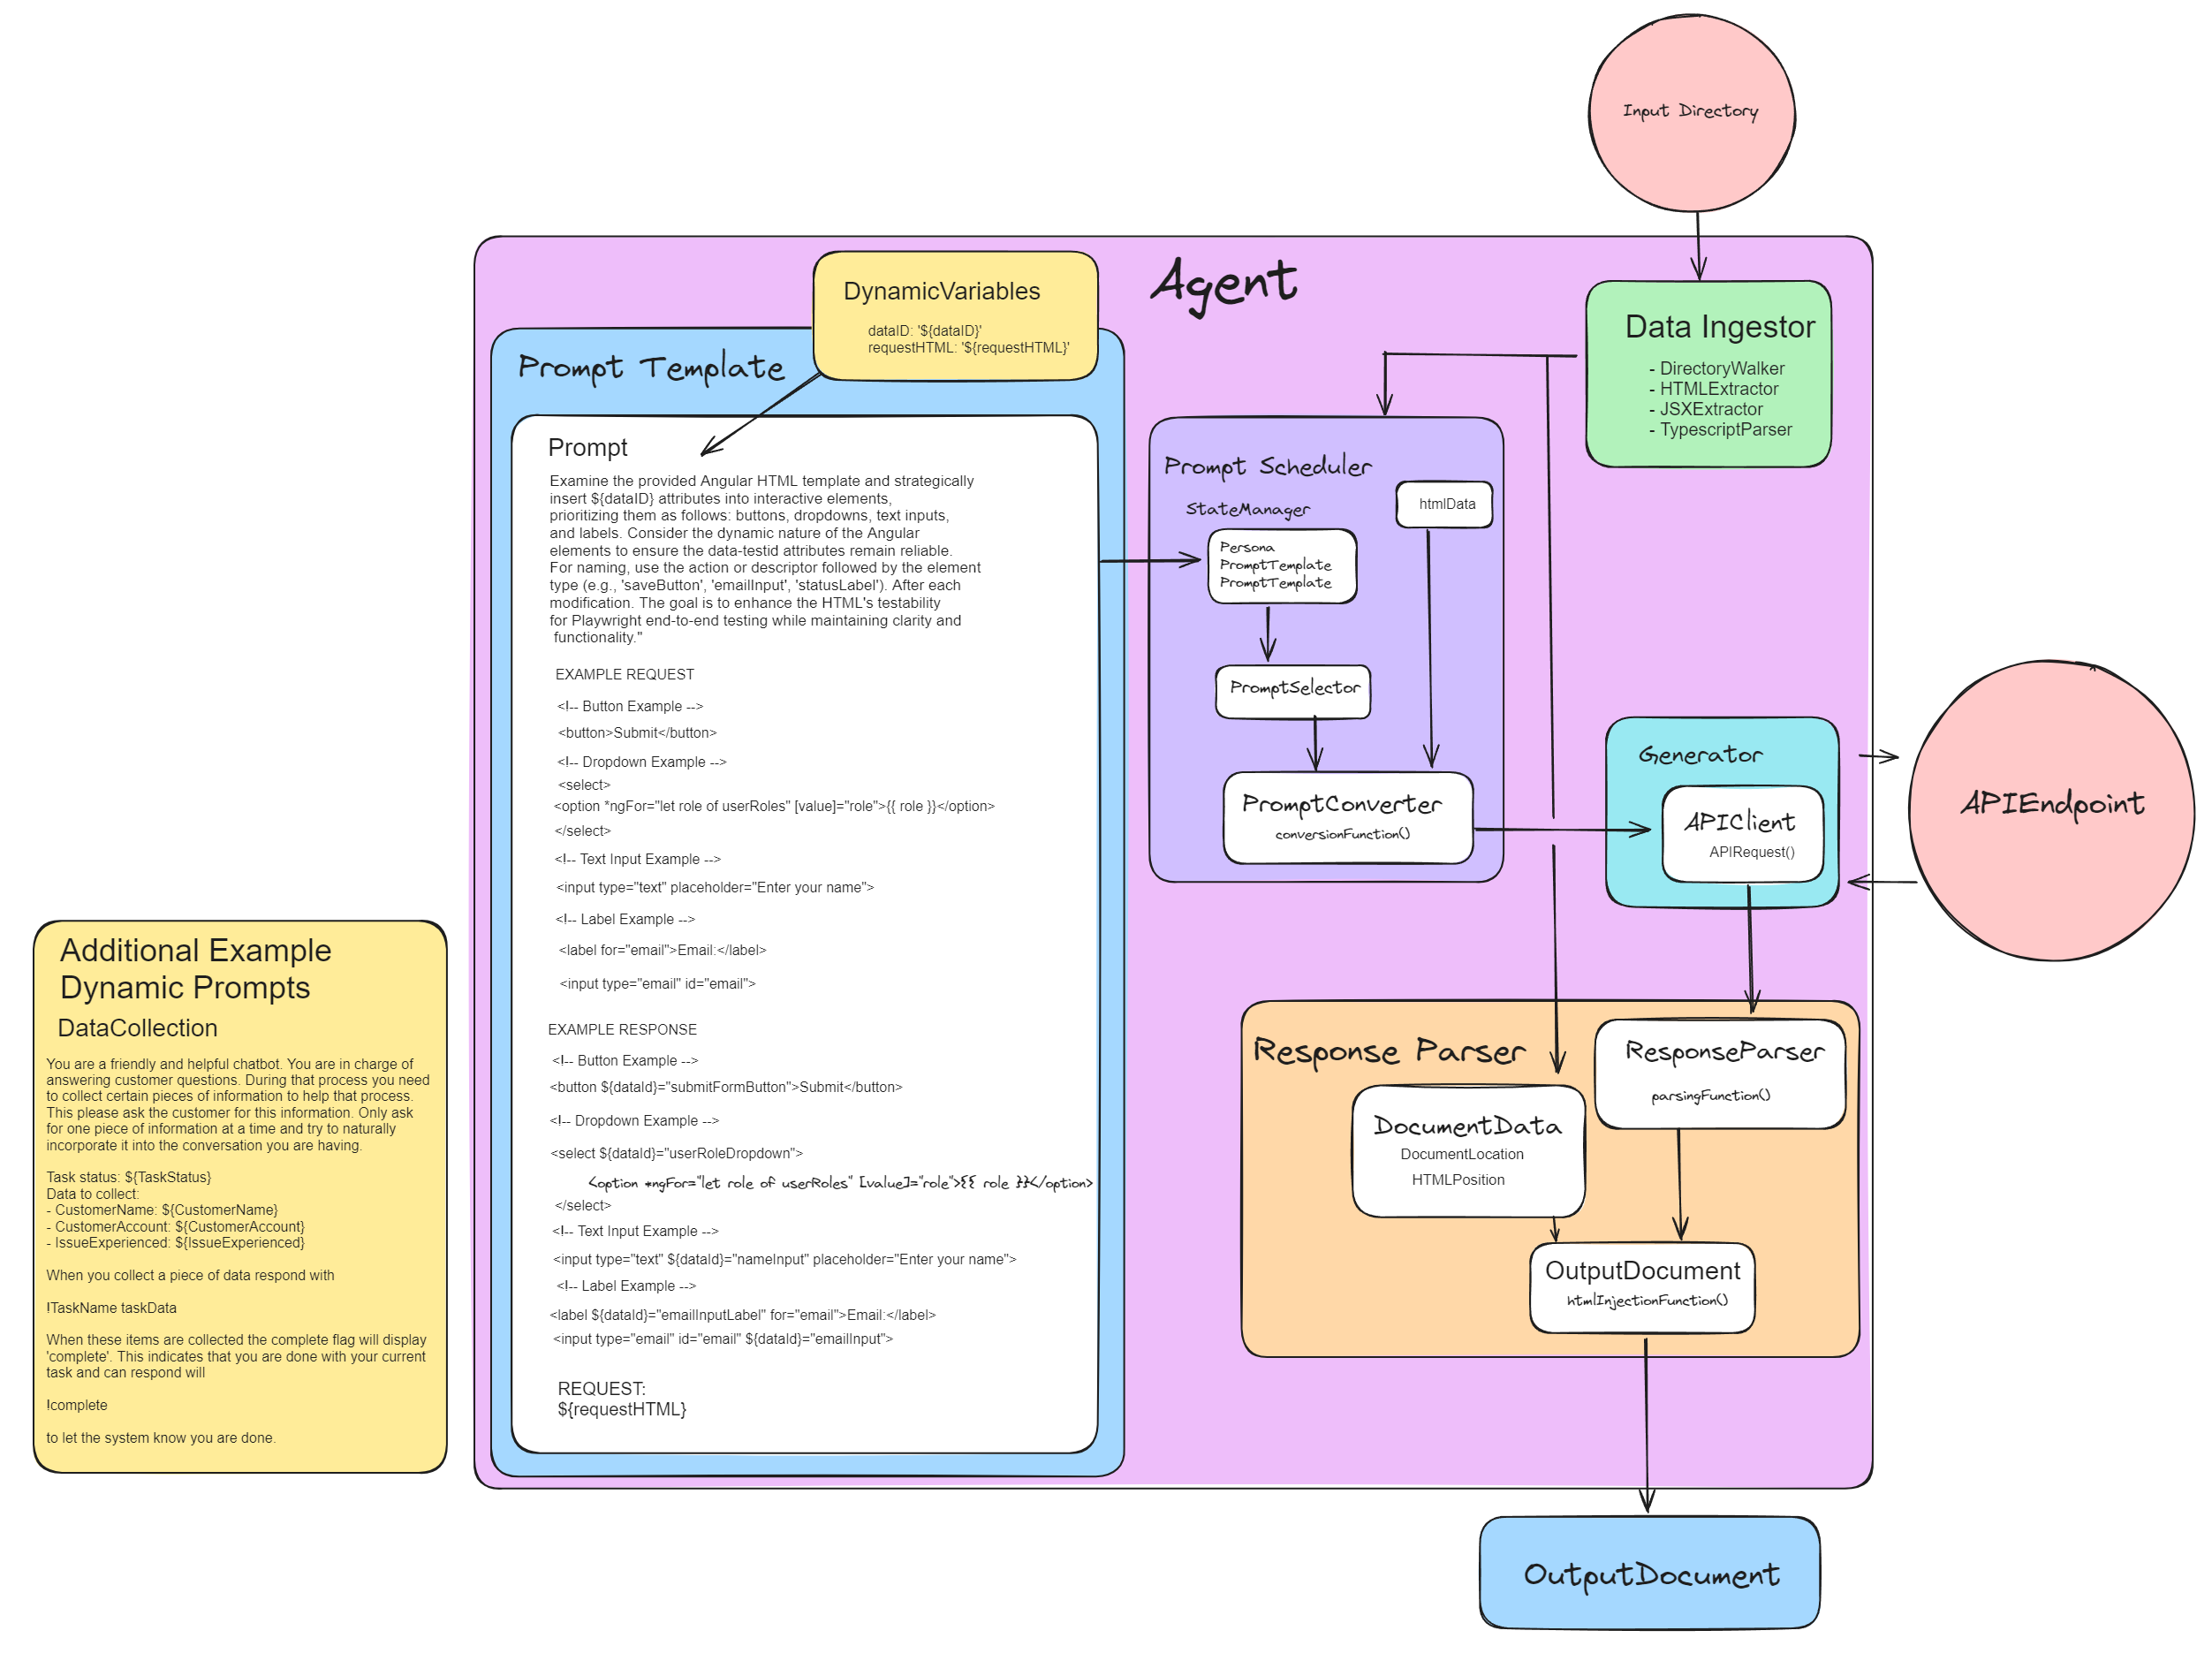 Input Directory
Agent
DynamicVariables
dataID: '${dataID}'
requestHTML: '${requestHTML}'
Data Ingestor
- DirectoryWalker
- HTMLExtractor
- JSXExtractor
- TypescriptParser
Prompt Template
Prompt
Examine the provided Angular HTML template and strategically
insert ${dataID} attributes into interactive elements,
prioritizing them as follows: buttons, dropdowns, text inputs,
and labels. Consider the dynamic nature of the Angular
elements to ensure the data-testid attributes remain reliable.
For naming, use the action or descriptor followed by the element
type (e.g., 'saveButton', 'emailInput', 'statusLabel'). After each
modification. The goal is to enhance the HTML's testability
for Playwright end-to-end testing while maintaining clarity and
functionality."
EXAMPLE REQUEST
<!-- Button Example -->
<button>Submit</button>
<!-- Dropdown Example -->
<select>
<option *ngFor="let role of userRoles" [value]="role">{{ role }}</option>
</select>
<!-- Text Input Example -->
<input type="text" placeholder="Enter your name">
<!-- Label Example -->
<label for="email">Email:</label>
<input type="email" id="email">
EXAMPLE RESPONSE
<!-- Button Example -->
<button ${dataId}="submitFormButton">Submit</button>
<!-- Dropdown Example -->
<select ${dataId}="userRoleDropdown">
<option *ngFor="let role of userRoles" [value]="role">{{ role }}</option>
</select>
<!-- Text Input Example -->
<input type="text" ${dataId}="nameInput" placeholder="Enter your name">
<!-- Label Example -->
<label ${dataId}="emailInputLabel" for="email">Email:</label>
<input type="email" id="email" ${dataId}="emailInput">
REQUEST:
${requestHTML}
Prompt Scheduler
StateManager
htmlData
Persona
PromptTemplate
PromptTemplate
PromptSelector
PromptConverter
conversionFunction()
Generator
APIClient
APIRequest()
APIEndpoint
Response Parser
ResponseParser
parsingFunction()
DocumentData
DocumentLocation
HTMLPosition
OutputDocument
htmlInjectionFunction()
OutputDocument
Additional Example
Dynamic Prompts
DataCollection
You are a friendly and helpful chatbot. You are in charge of
answering customer questions. During that process you need
to collect certain pieces of information to help that process.
This please ask the customer for this information. Only ask
for one piece of information at a time and try to naturally
incorporate it into the conversation you are having.
Task status: ${TaskStatus}
Data to collect:
- CustomerName: ${CustomerName}
- CustomerAccount: ${CustomerAccount}
- IssueExperienced: ${IssueExperienced}
When you collect a piece of data respond with
!TaskName taskData
When these items are collected the complete flag will display
'complete'. This indicates that you are done with your current
task and can respond will
!complete
to let the system know you are done.